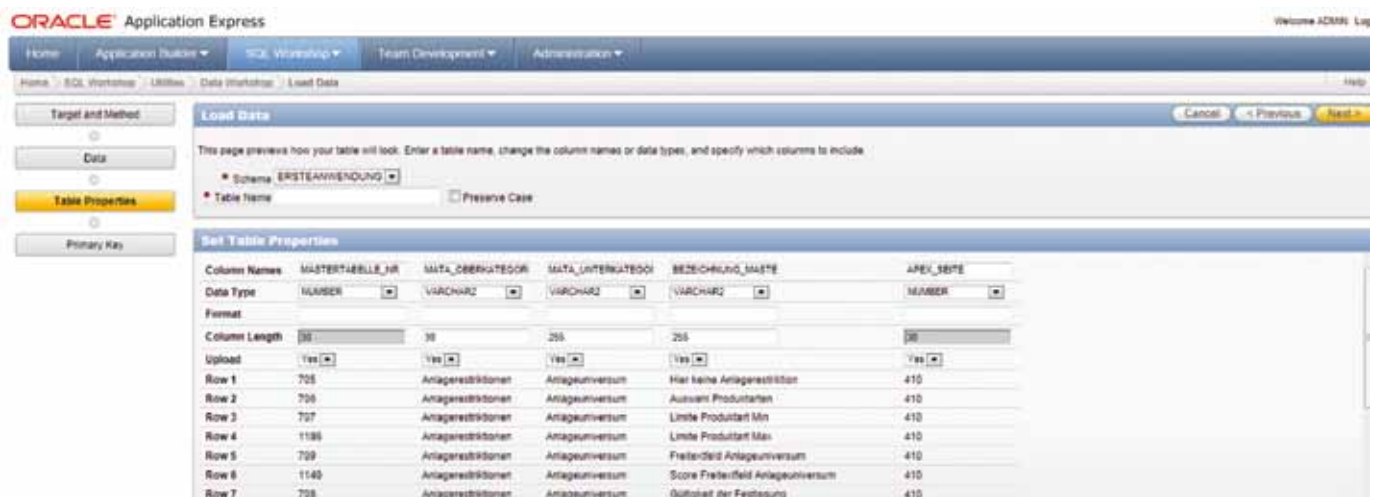 ORACLE Application Express
Welcome ADMIN Log
Home Application Builder SQL Workshop Team Development Administration
Home SQL Workshop Utilities Data Workshop Load Data Help
Target and Method
Data
Table Properties
Primary Key
Load Data
Cancel < Previous Next >
This page previews how your table will look. Enter a table name, change the column names or data types, and specify which columns to include.
* Schema ERSTEANWENDUNG
* Table Name Preserve Case
Set Table Properties
Column Names MASTERTABELLE_NR MATA_OBERKATEGOR MATA_UNTERKATEGOI BEZEICHNUNG_MASTE APEX_SEITE
Data Type NUMBER VARCHAR2 VARCHAR2 VARCHAR2 NUMBER
Format
Column Length 30 30 255 255 30
Upload Yes Yes Yes Yes Yes
Row 1 705 Anlagerestriktionen Anlageuniversum Hier keine Anlagerestriktion 410
Row 2 706 Anlagerestriktionen Anlageuniversum Auswahl Produktarten 410
Row 3 707 Anlagerestriktionen Anlageuniversum Limite Produktart Min 410
Row 4 1186 Anlagerestriktionen Anlageuniversum Limite Produktart Max 410
Row 5 709 Anlagerestriktionen Anlageuniversum Freitextfeld Anlageuniversum 410
Row 6 1140 Anlagerestriktionen Anlageuniversum Score Freitextfeld Anlageuniversum 410
Row 7 708 Anlagerestriktionen Anlageuniversum Gültigkeit der Festlegung 410